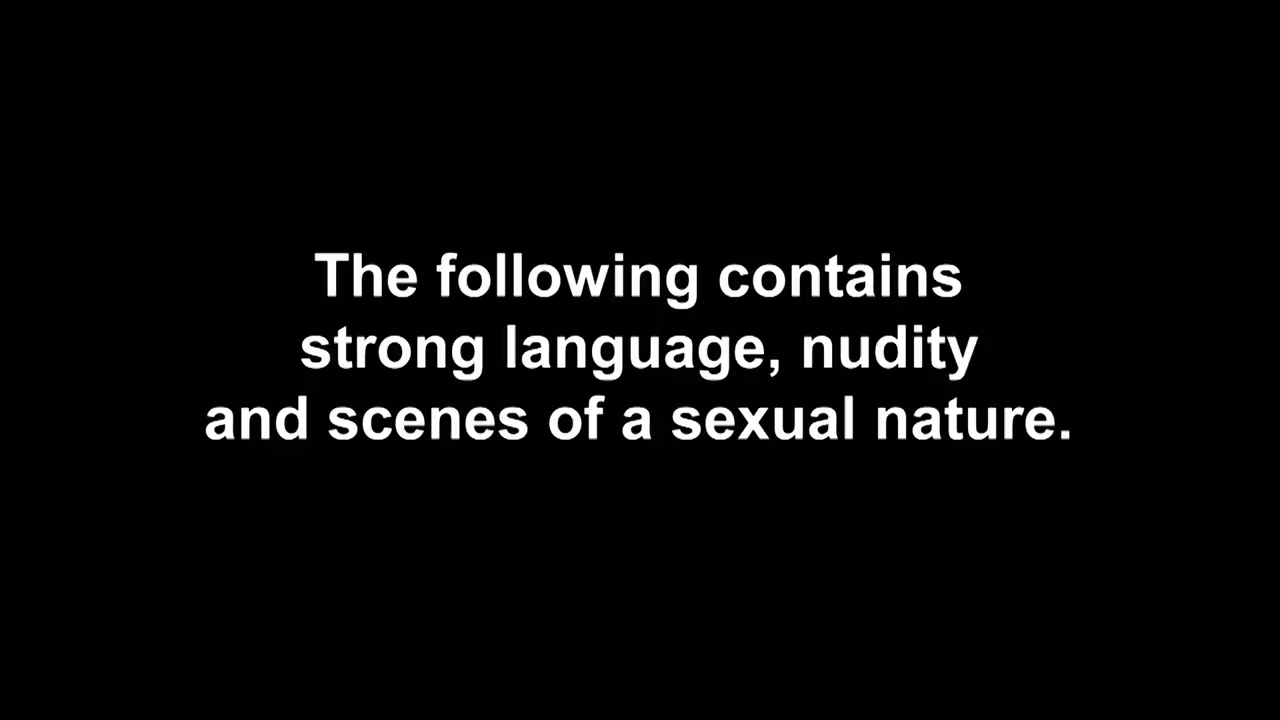 The following contains
strong language, nudity
and scenes of a sexual nature.